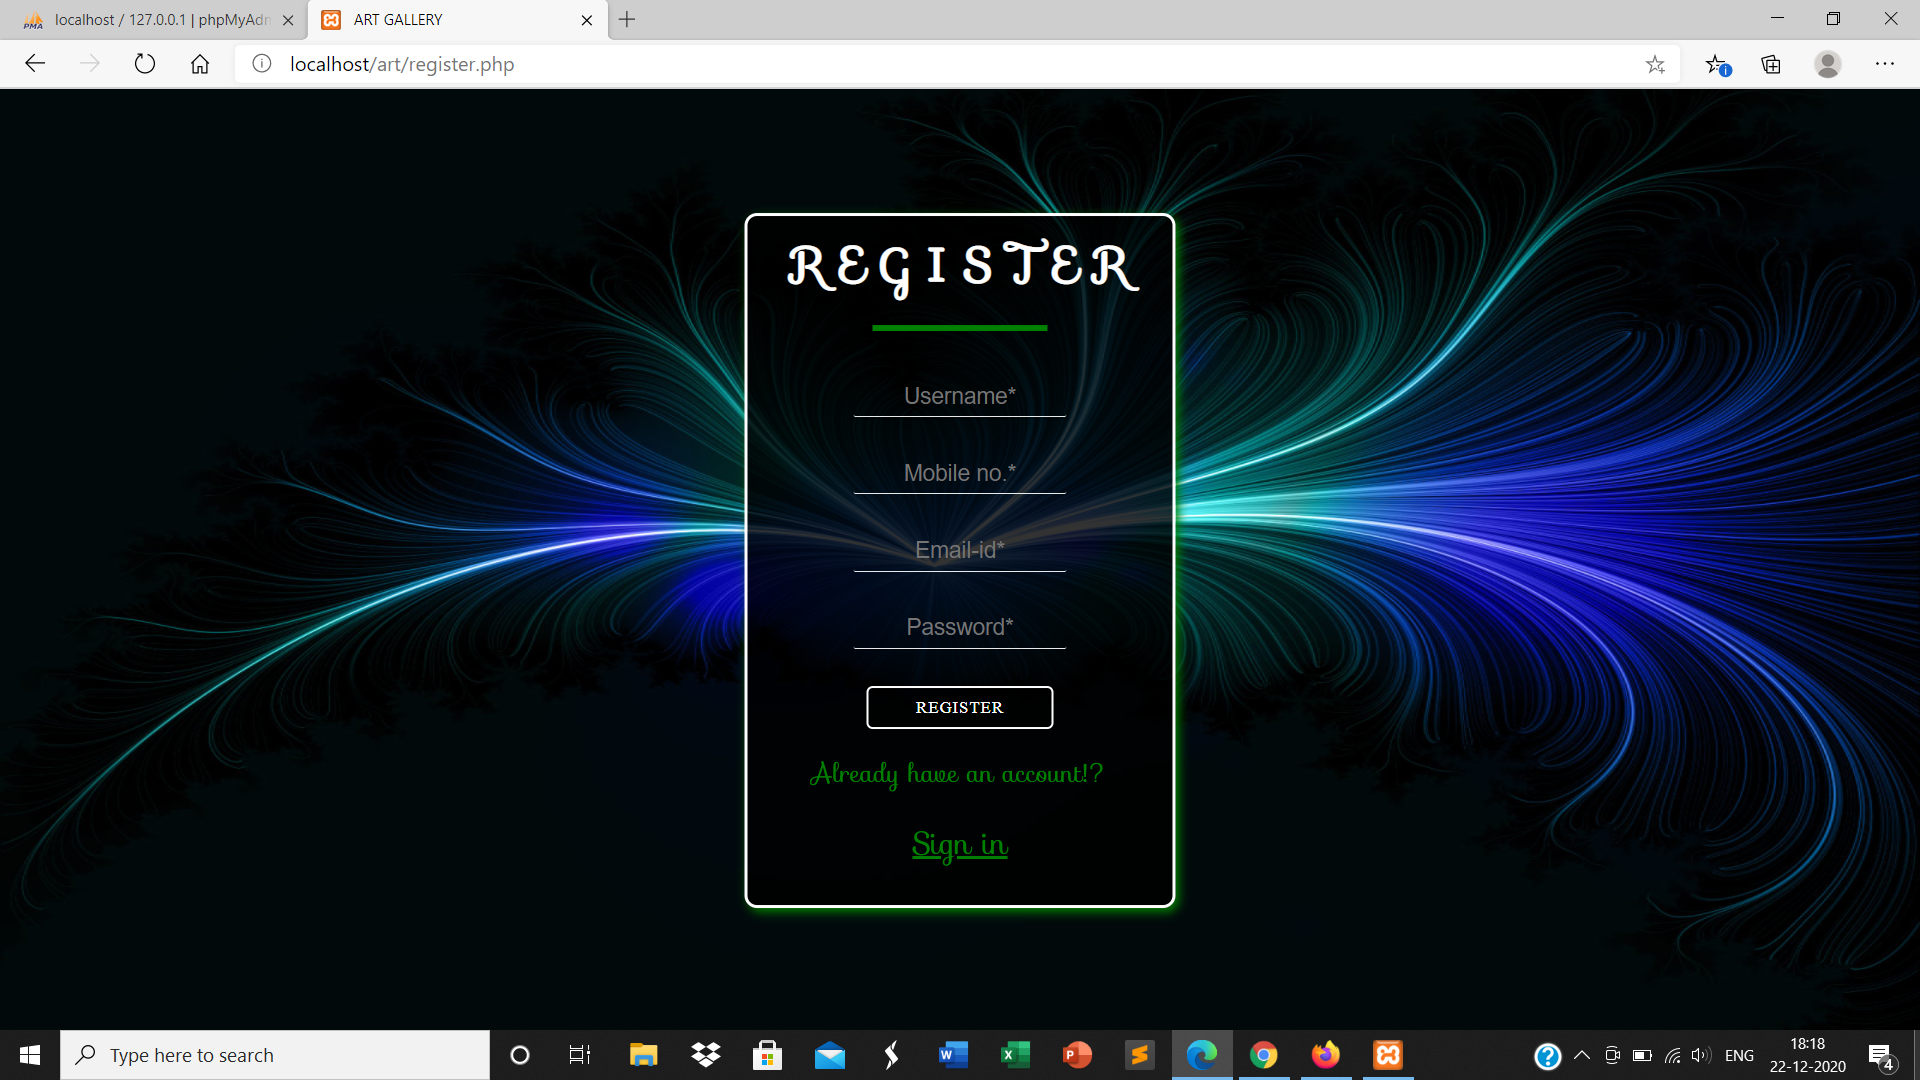 localhost / 127.0.0.1 | phpMyAdm
ART GALLERY
localhost/art/register.php
REGISTER
Username*
Mobile no.*
Email-id*
Password*
REGISTER
Already have an account!?
Sign in
Type here to search
ENG
18:18
22-12-2020
4